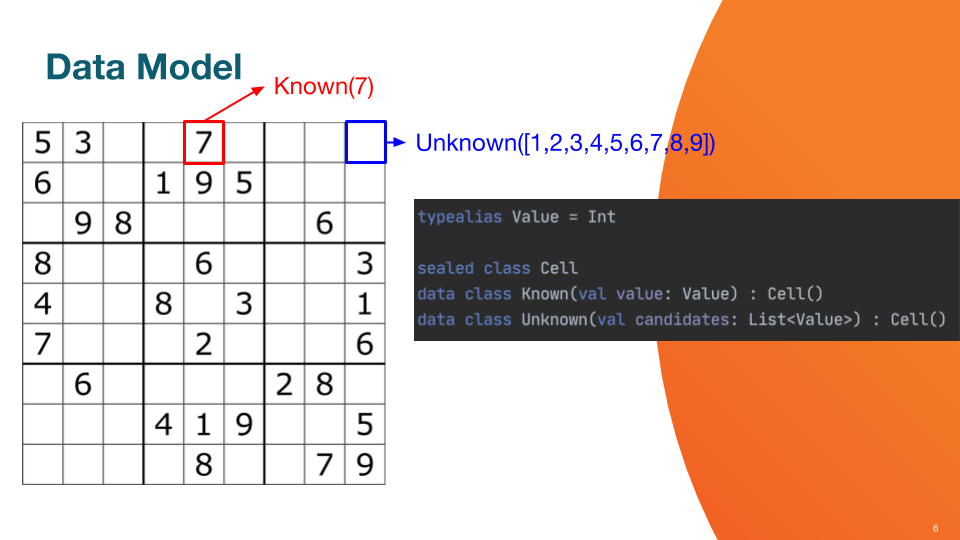 Data Model
Known(7)
5 3 7
Unknown([1,2,3,4,5,6,7,8,9])
6 1 9 5
9 8 6
8 6 3
4 8 3 1
7 2 6
6 2 8
4 1 9 5
8 7 9
typealias Value = Int
sealed class Cell
data class Known(val value: Value) : Cell()
data class Unknown(val candidates: List<Value>) : Cell()
6